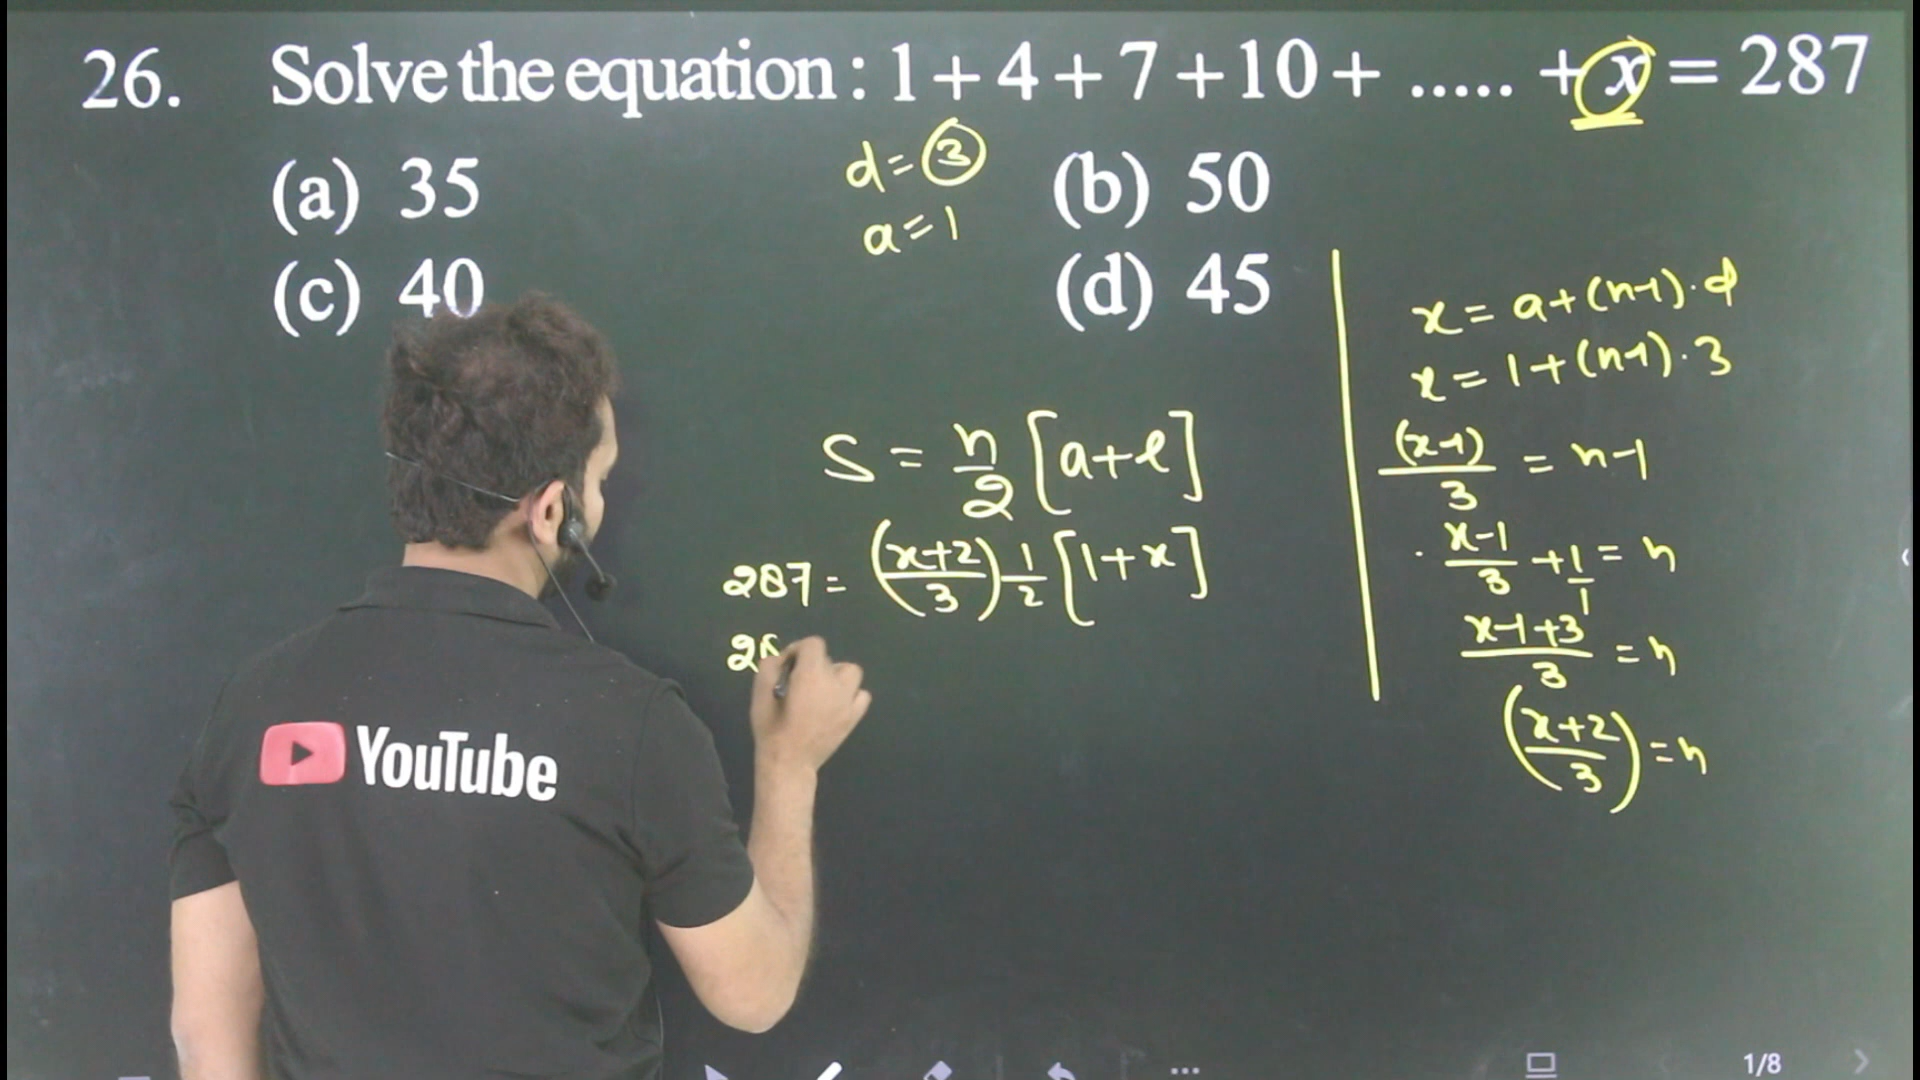 26. Solve the equation : 1 + 4 + 7 + 10 + ..... + x = 287
(a) 35
(b) 50
(c) 40
(d) 45
d = 3
a = 1
S = n/2 [a+l]
287 = (x+2/3) 1/2 [1+x]
28
x = a+(n-1)·d
x = 1+(n-1)·3
(x-1)/3 = n-1
x-1/3 + 1/1 = n
x-1+3/3 = n
(x+2/3) = n
YouTube
1/8